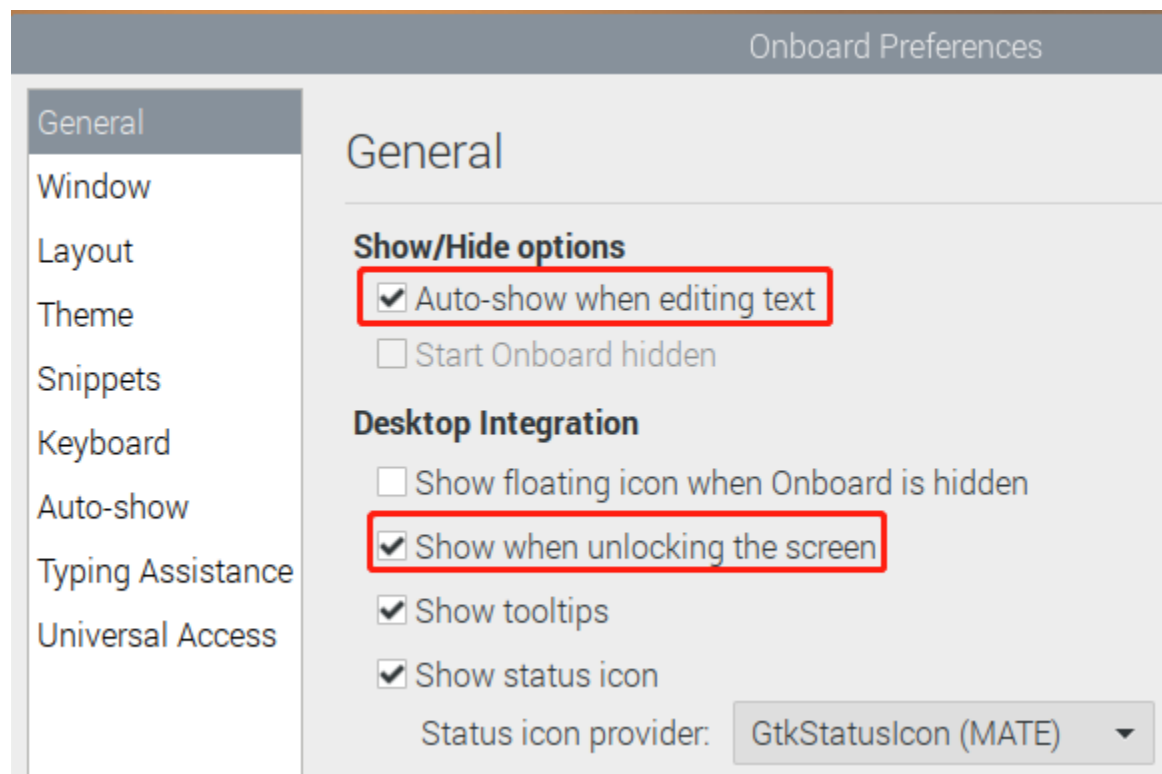 Onboard Preferences
General
Window
Layout
Theme
Snippets
Keyboard
Auto-show
Typing Assistance
Universal Access
General
Show/Hide options
Auto-show when editing text
Start Onboard hidden
Desktop Integration
Show floating icon when Onboard is hidden
Show when unlocking the screen
Show tooltips
Show status icon
Status icon provider: GtkStatusIcon (MATE)